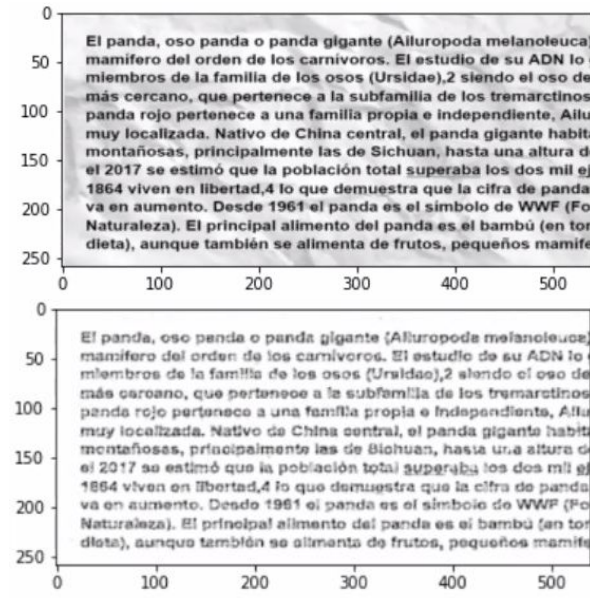 0
50
100
150
200
250
El panda, oso panda o panda gigante (Ailuropoda melanoleuca)
mamífero del orden de los carnívoros. El estudio de su ADN lo
miembros de la familia de los osos (Ursidae),2 siendo el oso de
más cercano, que pertenece a la subfamilia de los tremarctinos
panda rojo pertenece a una familia propia e independiente, Ailu
muy localizada. Nativo de China central, el panda gigante habita
montañosas, principalmente las de Sichuan, hasta una altura d
el 2017 se estimó que la población total superaba los dos mil ej
1864 viven en libertad,4 lo que demuestra que la cifra de panda
va en aumento. Desde 1961 el panda es el símbolo de WWF (Fo
Naturaleza). El principal alimento del panda es el bambú (en tor
dieta), aunque también se alimenta de frutos, pequeños mamífe
0 100 200 300 400 500
0
50
100
150
200
250
El panda, oso panda o panda gigante (Ailuropoda melanoleuca)
mamífero del orden de los carnívoros. El estudio de su ADN lo
miembros de la familia de los osos (Ursidae),2 siendo el oso de
más cercano, que pertenece a la subfamilia de los tremarctinos
panda rojo pertenece a una familia propia e independiente, Ailu
muy localizada. Nativo de China central, el panda gigante habita
montañosas, principalmente las de Sichuan, hasta una altura d
el 2017 se estimó que la población total superaba los dos mil ej
1864 viven en libertad,4 lo que demuestra que la cifra de panda
va en aumento. Desde 1961 el panda es el símbolo de WWF (Fo
Naturaleza). El principal alimento del panda es el bambú (en tor
dieta), aunque también se alimenta de frutos, pequeños mamífe
0 100 200 300 400 500